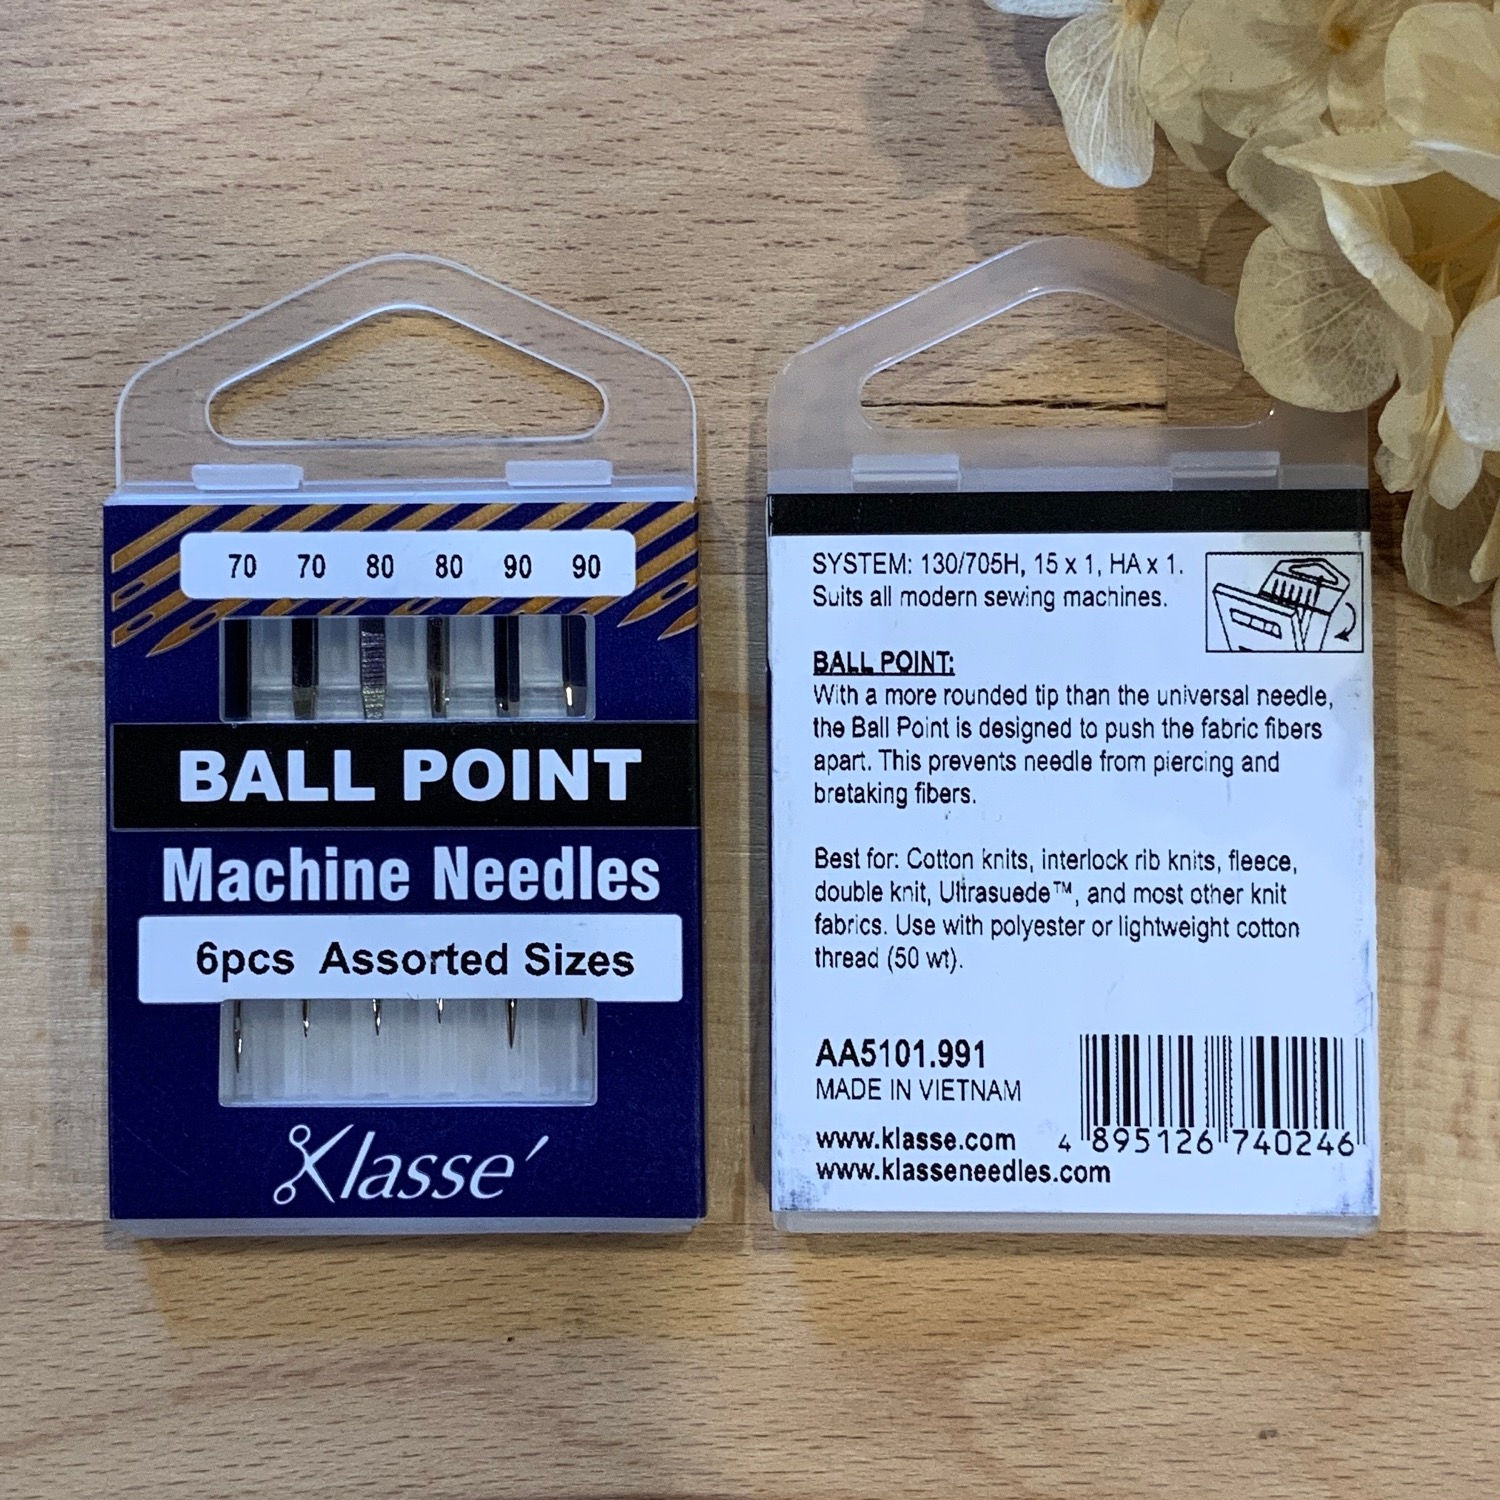 70 70 80 80 90 90
BALL POINT
Machine Needles
6pcs Assorted Sizes
Klassé
SYSTEM: 130/705H, 15 x 1, HA x 1.
Suits all modern sewing machines.
BALL POINT:
With a more rounded tip than the universal needle,
the Ball Point is designed to push the fabric fibers
apart. This prevents needle from piercing and
bretaking fibers.
Best for: Cotton knits, interlock rib knits, fleece,
double knit, Ultrasuede™, and most other knit
fabrics. Use with polyester or lightweight cotton
thread (50 wt).
AA5101.991
MADE IN VIETNAM
www.klasse.com
www.klasseneedles.com
4 895126 740246